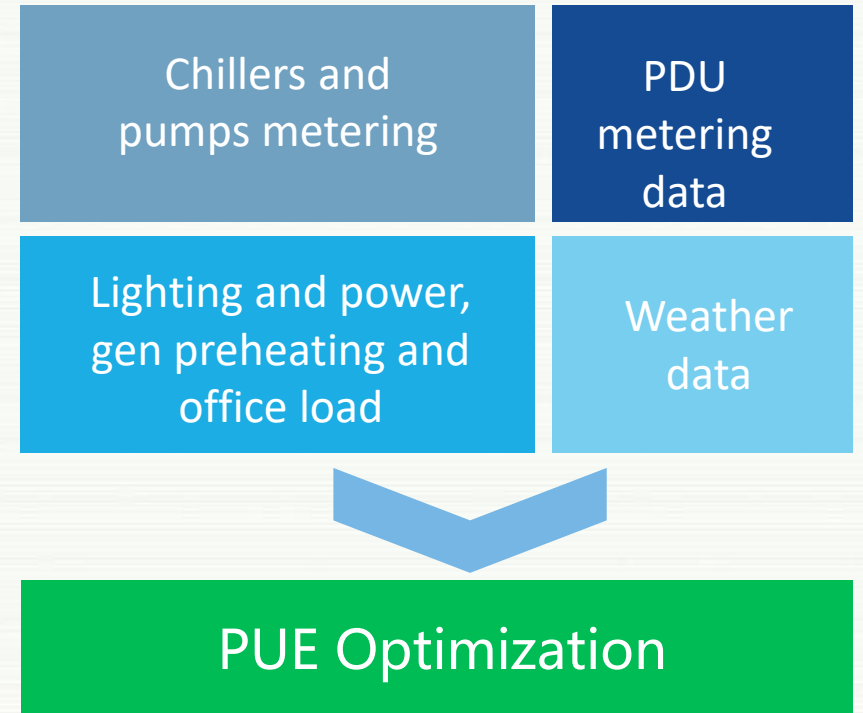 Chillers and
pumps metering
PDU
metering
data
Lighting and power,
gen preheating and
office load
Weather
data
PUE Optimization